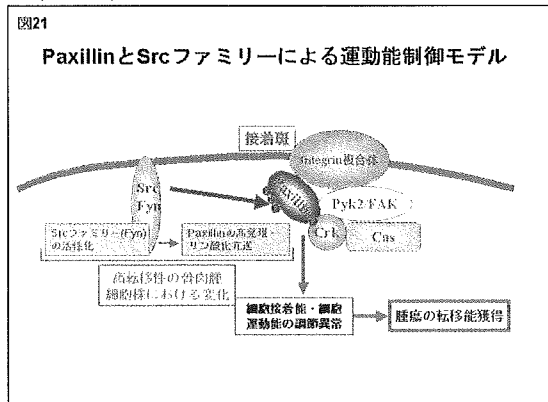 図21
PaxillinとSrcファミリーによる運動能制御モデル
接着斑
Integrin複合体
Src
Fyn
Paxillin
Pyk2/FAK
Crk
Cas
Srcファミリー(Fyn)
の活性化
Paxillinの高発現・
リン酸化亢進
高転移性の骨肉腫
細胞株における変化
細胞接着能・細胞
運動能の調節異常
腫瘍の転移能獲得